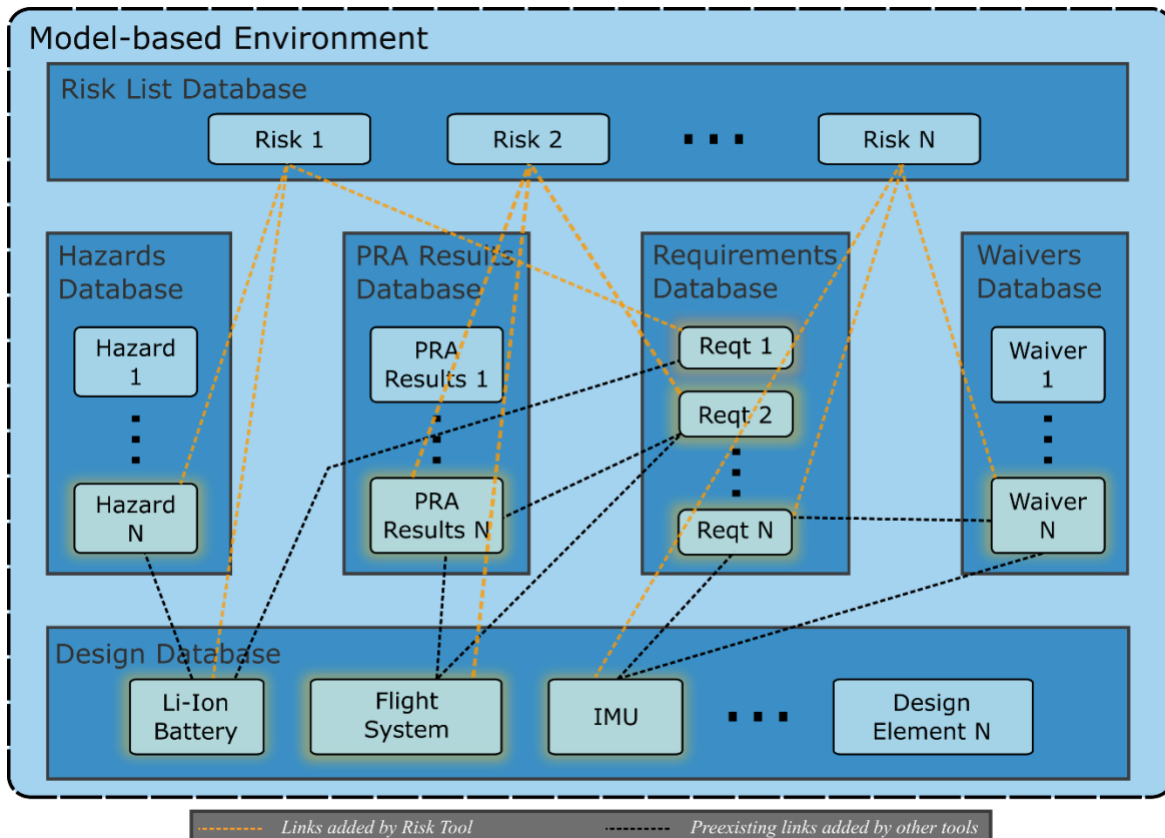 Model-based Environment
Risk List Database
Risk 1
Risk 2
Risk N
Hazards
Database
Hazard
1
Hazard
N
PRA Results
Database
PRA
Results 1
PRA
Results N
Requirements
Database
Reqt 1
Reqt 2
Reqt N
Waivers
Database
Waiver
1
Waiver
N
Design Database
Li-Ion
Battery
Flight
System
IMU
Design
Element N
Links added by Risk Tool
Preexisting links added by other tools